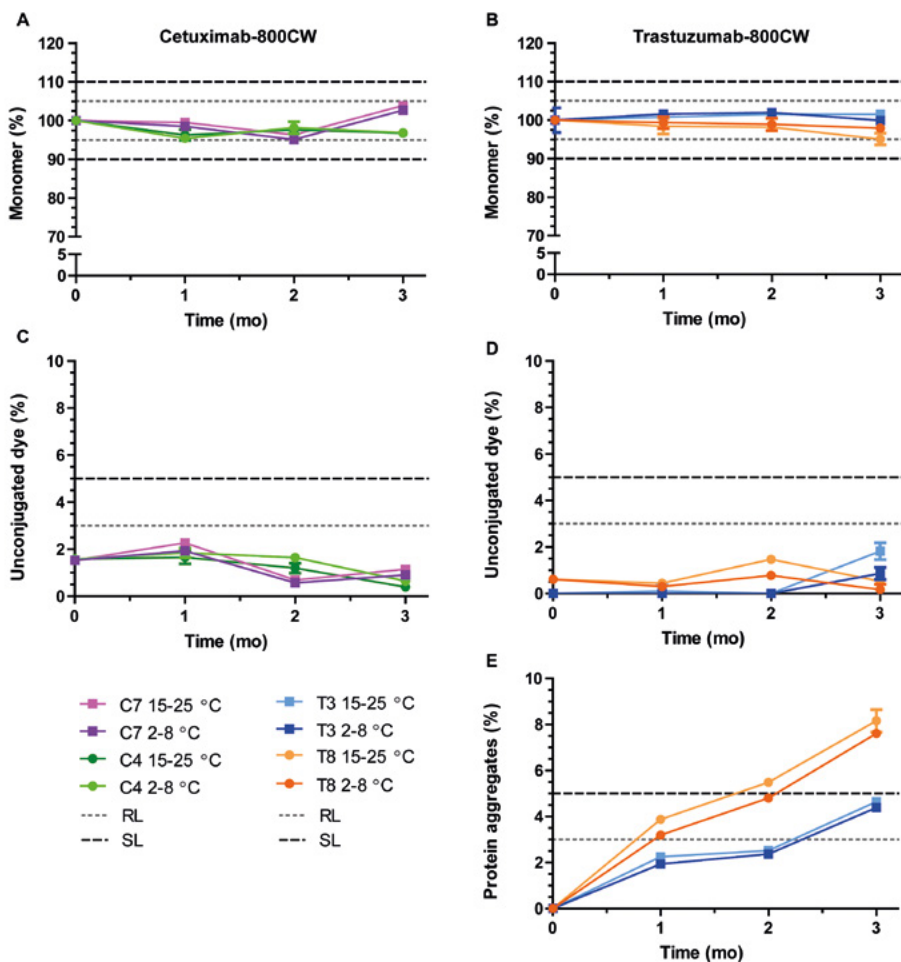 A
Cetuximab-800CW
Monomer (%)
120
110
100
90
80
70
5
0
0 1 2 3
Time (mo)
B
Trastuzumab-800CW
Monomer (%)
120
110
100
90
80
70
5
0
0 1 2 3
Time (mo)
C
Unconjugated dye (%)
10
8
6
4
2
0
0 1 2 3
Time (mo)
D
Unconjugated dye (%)
10
8
6
4
2
0
0 1 2 3
Time (mo)
C7 15-25 °C
C7 2-8 °C
C4 15-25 °C
C4 2-8 °C
RL
SL
T3 15-25 °C
T3 2-8 °C
T8 15-25 °C
T8 2-8 °C
RL
SL
E
Protein aggregates (%)
10
8
6
4
2
0
0 1 2 3
Time (mo)